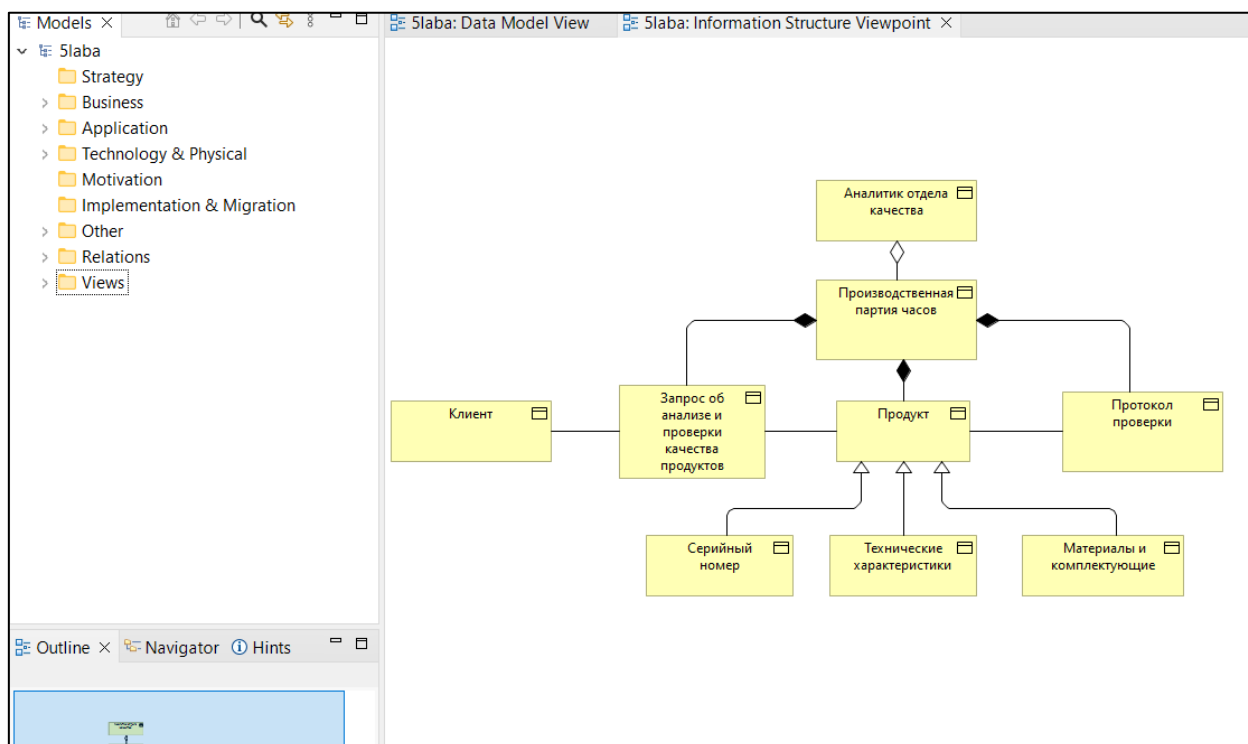 Models
5laba
Strategy
Business
Application
Technology & Physical
Motivation
Implementation & Migration
Other
Relations
Views
Outline
Navigator
Hints
5laba: Data Model View
5laba: Information Structure Viewpoint
Аналитик отдела
качества
Производственная
партия часов
Клиент
Запрос об
анализе и
проверки
качества
продуктов
Продукт
Протокол
проверки
Серийный
номер
Технические
характеристики
Материалы и
комплектующие